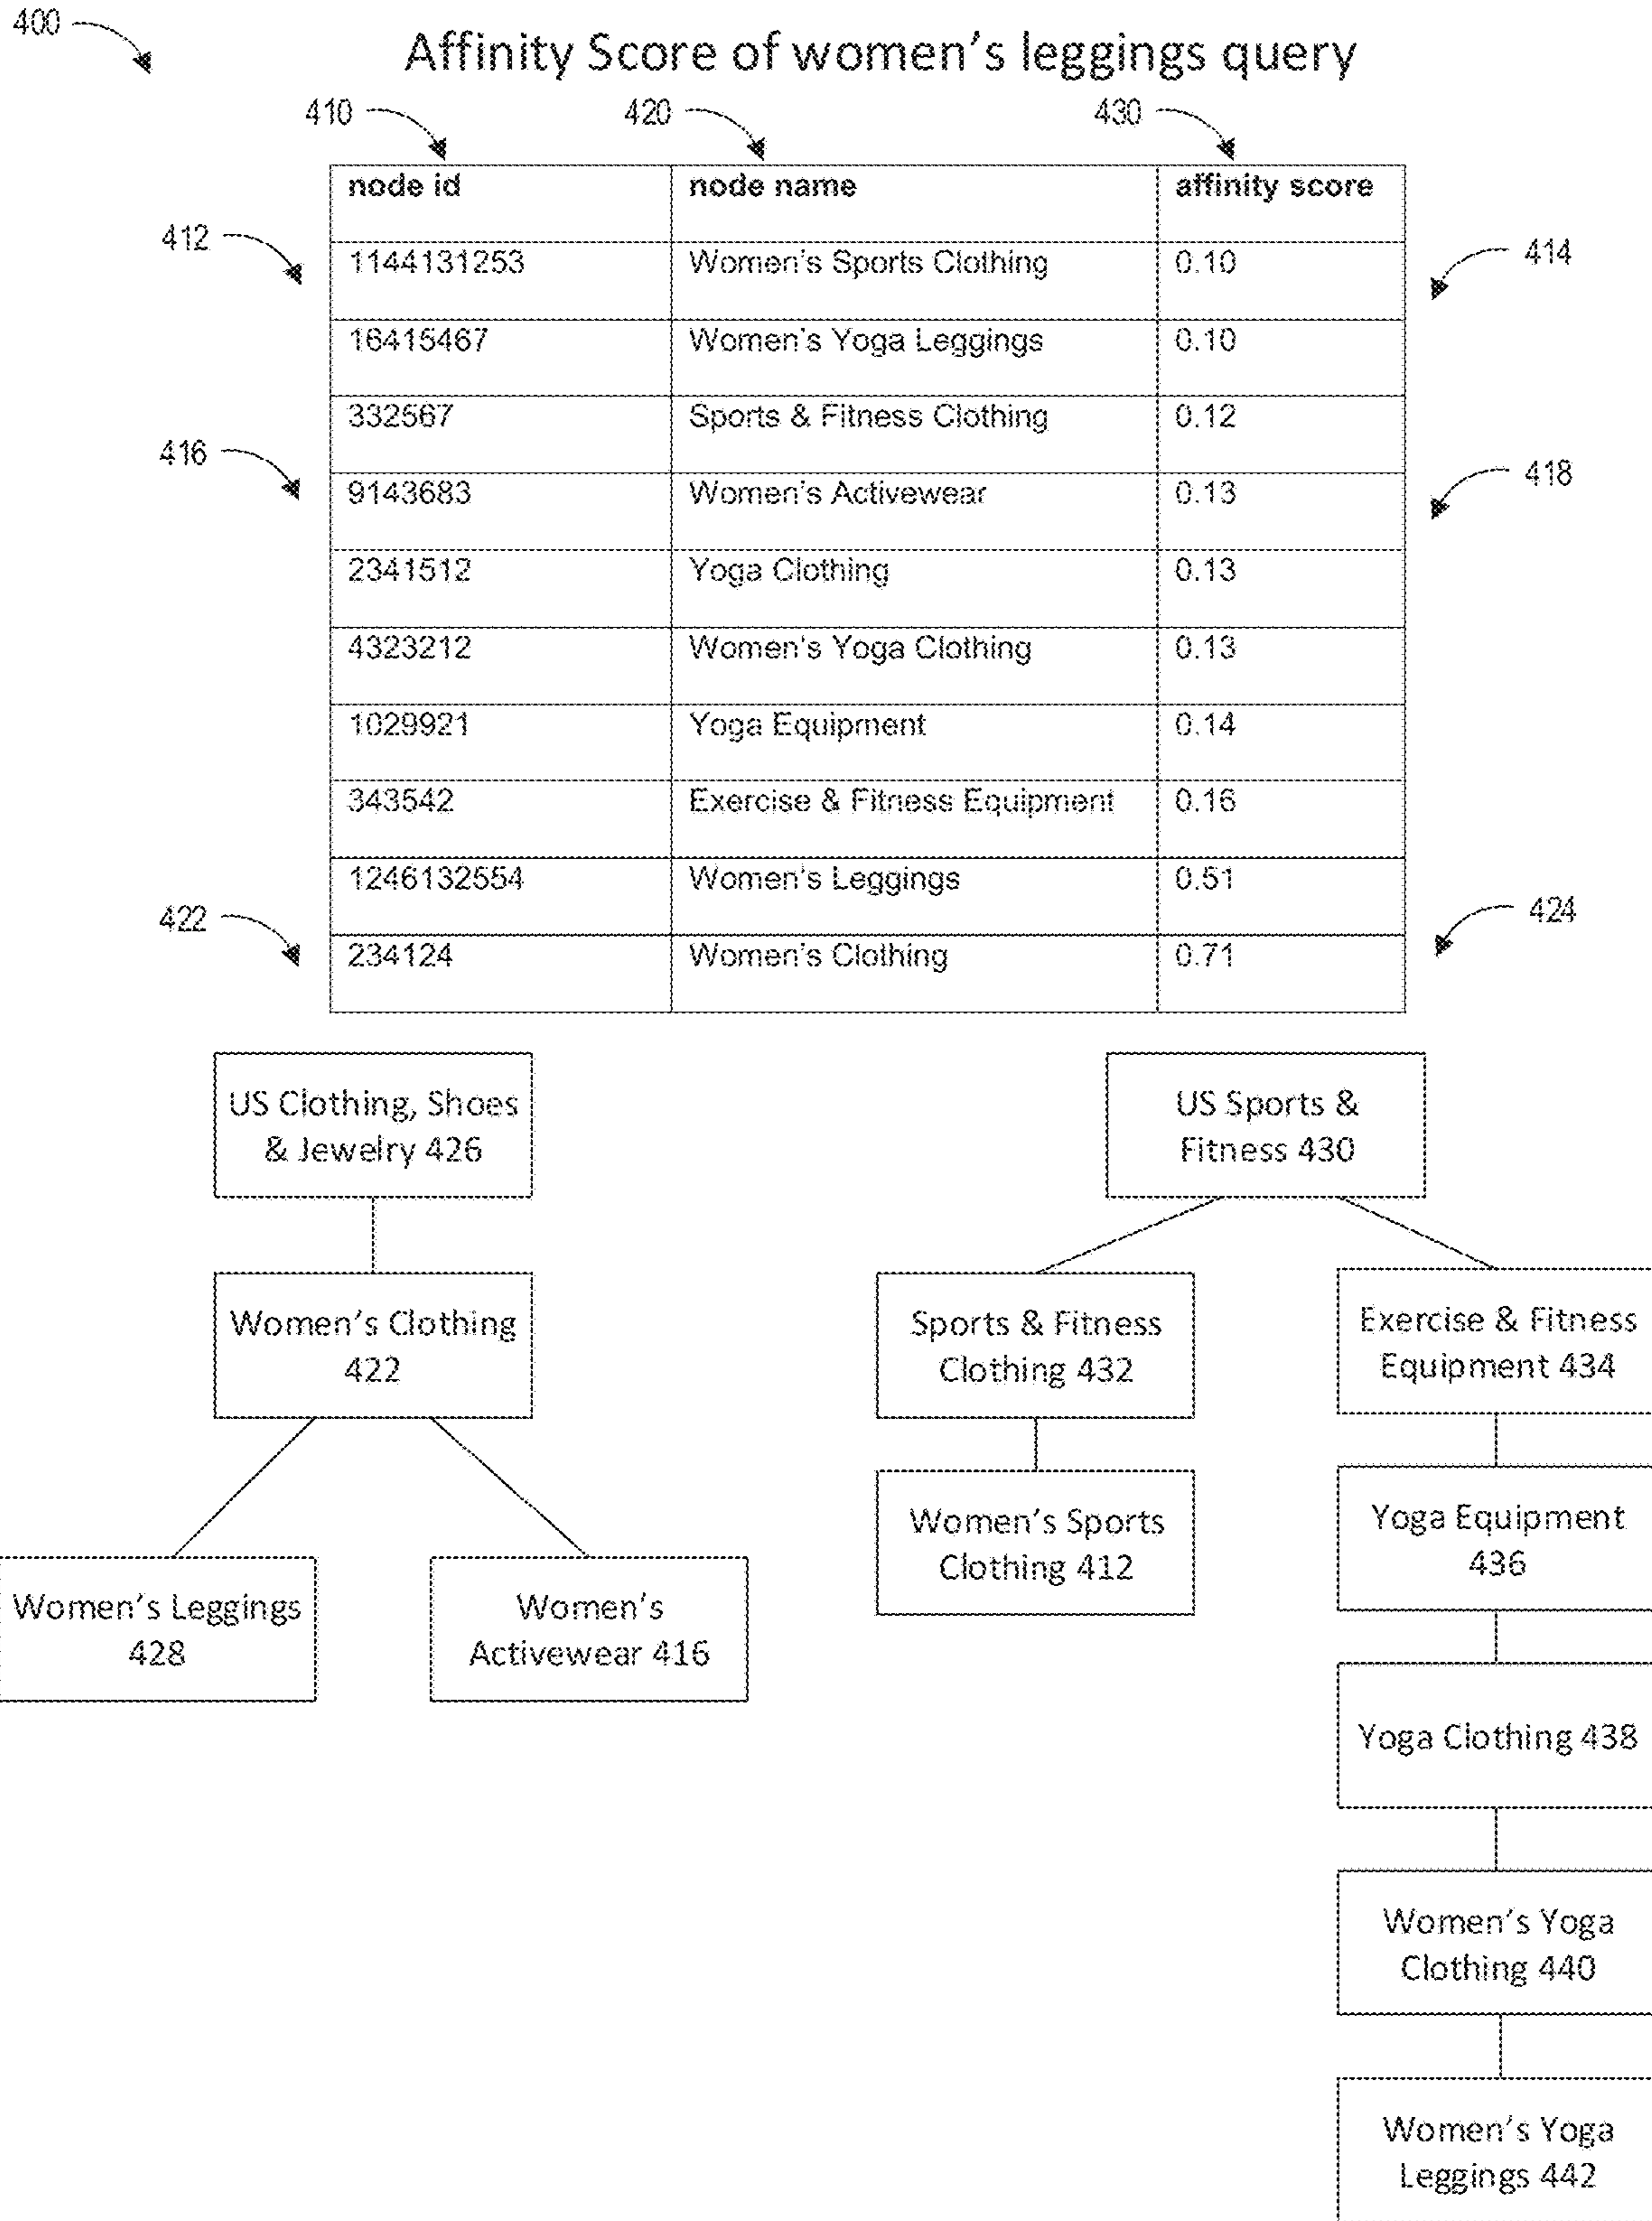 400
Affinity Score of women's leggings query
410 420 430
node id node name affinity score
412
1144131253 Women's Sports Clothing 0.10
414
16415467 Women's Yoga Leggings 0.10
332567 Sports & Fitness Clothing 0.12
416
9143683 Women's Activewear 0.13
418
2341512 Yoga Clothing 0.13
4323212 Women's Yoga Clothing 0.13
1029921 Yoga Equipment 0.14
343542 Exercise & Fitness Equipment 0.16
1246132554 Women's Leggings 0.51
422
234124 Women's Clothing 0.71
424
US Clothing, Shoes
& Jewelry 426
US Sports &
Fitness 430
Women's Clothing
422
Sports & Fitness
Clothing 432
Exercise & Fitness
Equipment 434
Women's Sports
Clothing 412
Yoga Equipment
436
Women's Leggings
428
Women's
Activewear 416
Yoga Clothing 438
Women's Yoga
Clothing 440
Women's Yoga
Leggings 442